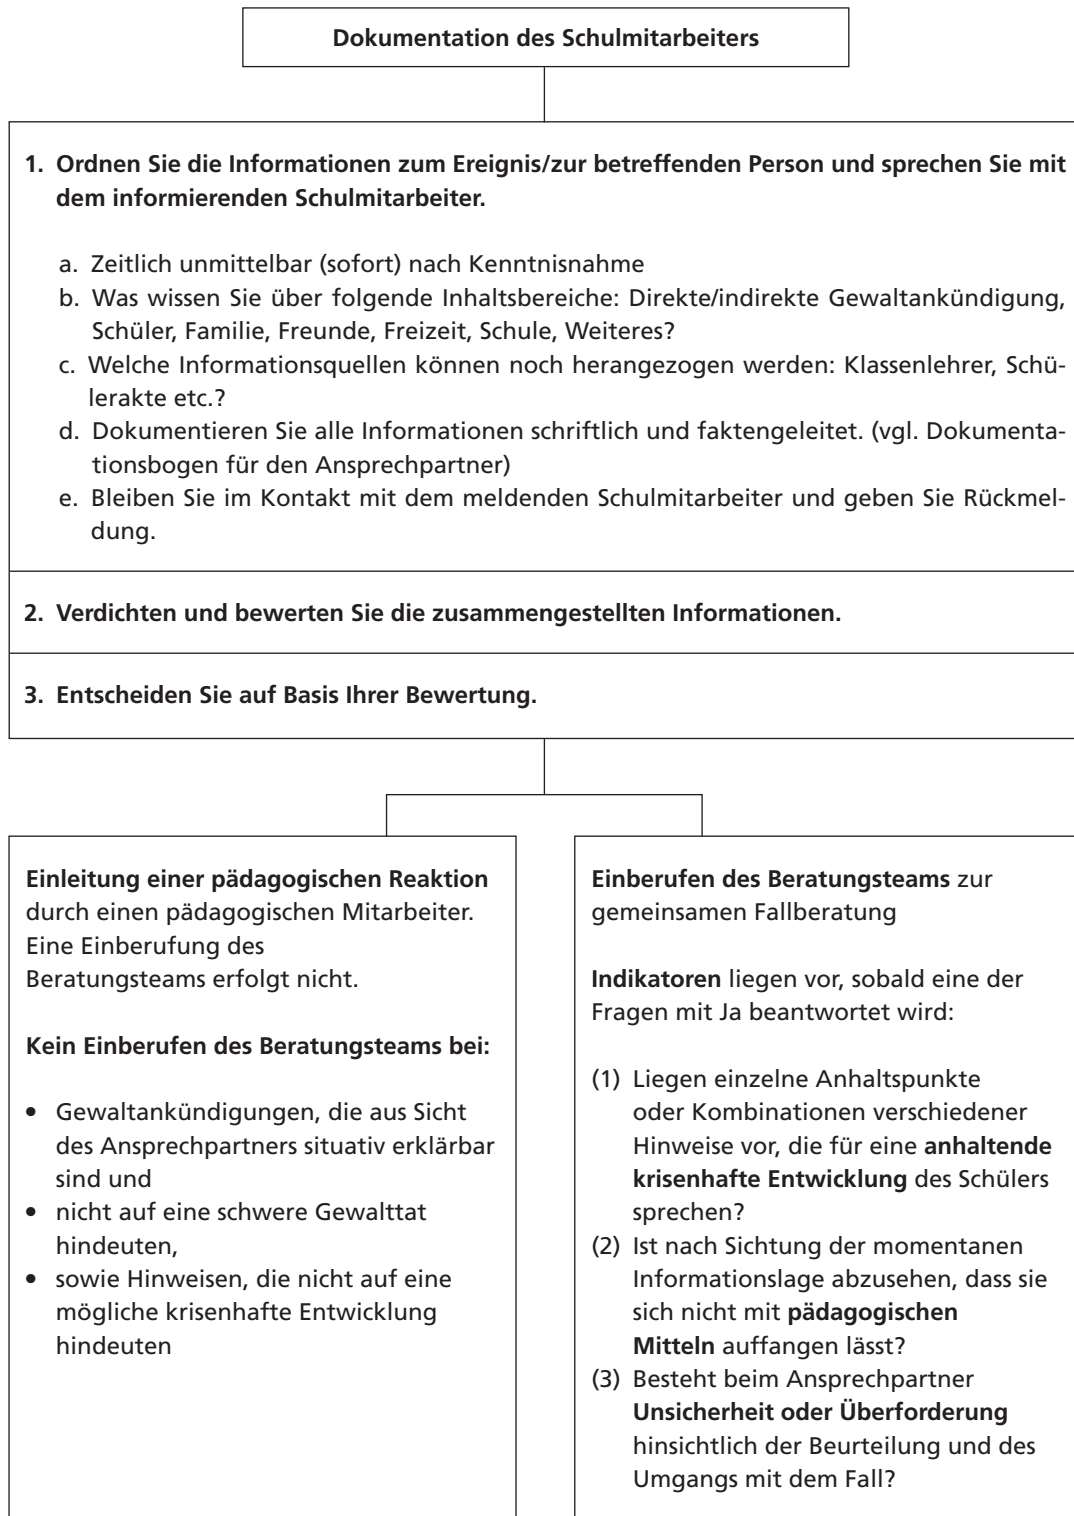 Dokumentation des Schulmitarbeiters
1. Ordnen Sie die Informationen zum Ereignis/zur betreffenden Person und sprechen Sie mit
dem informierenden Schulmitarbeiter.
a. Zeitlich unmittelbar (sofort) nach Kenntnisnahme
b. Was wissen Sie über folgende Inhaltsbereiche: Direkte/indirekte Gewaltankündigung,
Schüler, Familie, Freunde, Freizeit, Schule, Weiteres?
c. Welche Informationsquellen können noch herangezogen werden: Klassenlehrer, Schü-
lerakte etc.?
d. Dokumentieren Sie alle Informationen schriftlich und faktengeleitet. (vgl. Dokumenta-
tionsbogen für den Ansprechpartner)
e. Bleiben Sie im Kontakt mit dem meldenden Schulmitarbeiter und geben Sie Rückmel-
dung.
2. Verdichten und bewerten Sie die zusammengestellten Informationen.
3. Entscheiden Sie auf Basis Ihrer Bewertung.
Einleitung einer pädagogischen Reaktion
durch einen pädagogischen Mitarbeiter.
Eine Einberufung des
Beratungsteams erfolgt nicht.
Kein Einberufen des Beratungsteams bei:
• Gewaltankündigungen, die aus Sicht
des Ansprechpartners situativ erklärbar
sind und
• nicht auf eine schwere Gewalttat
hindeuten,
• sowie Hinweisen, die nicht auf eine
mögliche krisenhafte Entwicklung
hindeuten
Einberufen des Beratungsteams zur
gemeinsamen Fallberatung
Indikatoren liegen vor, sobald eine der
Fragen mit Ja beantwortet wird:
(1) Liegen einzelne Anhaltspunkte
oder Kombinationen verschiedener
Hinweise vor, die für eine anhaltende
krisenhafte Entwicklung des Schülers
sprechen?
(2) Ist nach Sichtung der momentanen
Informationslage abzusehen, dass sie
sich nicht mit pädagogischen
Mitteln auffangen lässt?
(3) Besteht beim Ansprechpartner
Unsicherheit oder Überforderung
hinsichtlich der Beurteilung und des
Umgangs mit dem Fall?